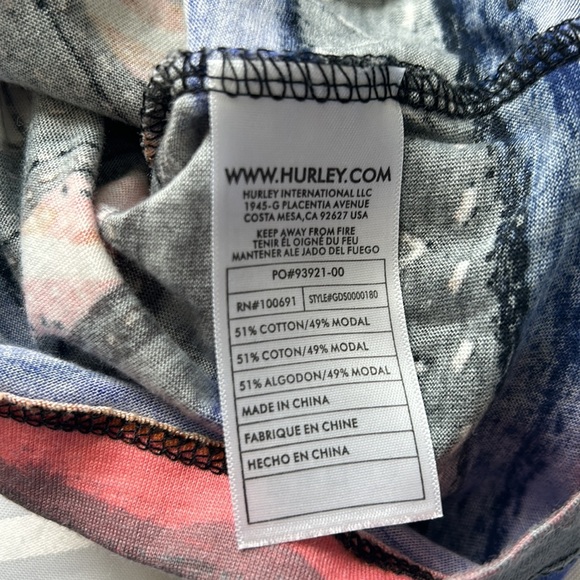 WWW.HURLEY.COM
HURLEY INTERNATIONAL LLC
1945-G PLACENTIA AVENUE
COSTA MESA,CA 92627 USA
KEEP AWAY FROM FIRE
TENIR ÉL OIGNÉ DU FEU
MANTENER ALE JADO DEL FUEGO
PO#93921-00
RN#100691 STYLE#GDS0000180
51% COTTON/49% MODAL
51% COTON/49% MODAL
51% ALGODON/49% MODAL
MADE IN CHINA
FABRIQUE EN CHINE
HECHO EN CHINA